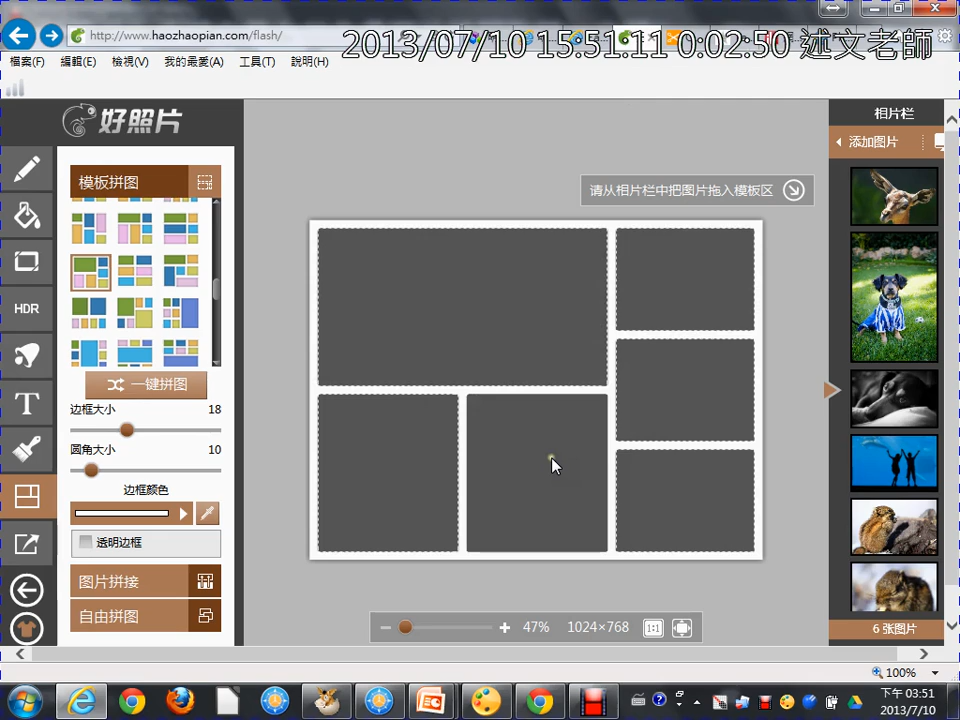 http://www.haozhaopian.com/flash/
2013/07/10 15:51:11 0:02:50 述文老師
檔案(F) 編輯(E) 檢視(V) 我的最愛(A) 工具(T) 說明(H)
好照片
相片栏
添加图片
模板拼图
请从相片栏中把图片拖入模板区
HDR
一键拼图
边框大小 18
圆角大小 10
边框颜色
透明边框
图片拼接
自由拼图
47% 1024×768 1:1
6 张图片
100%
下午 03:51
2013/7/10